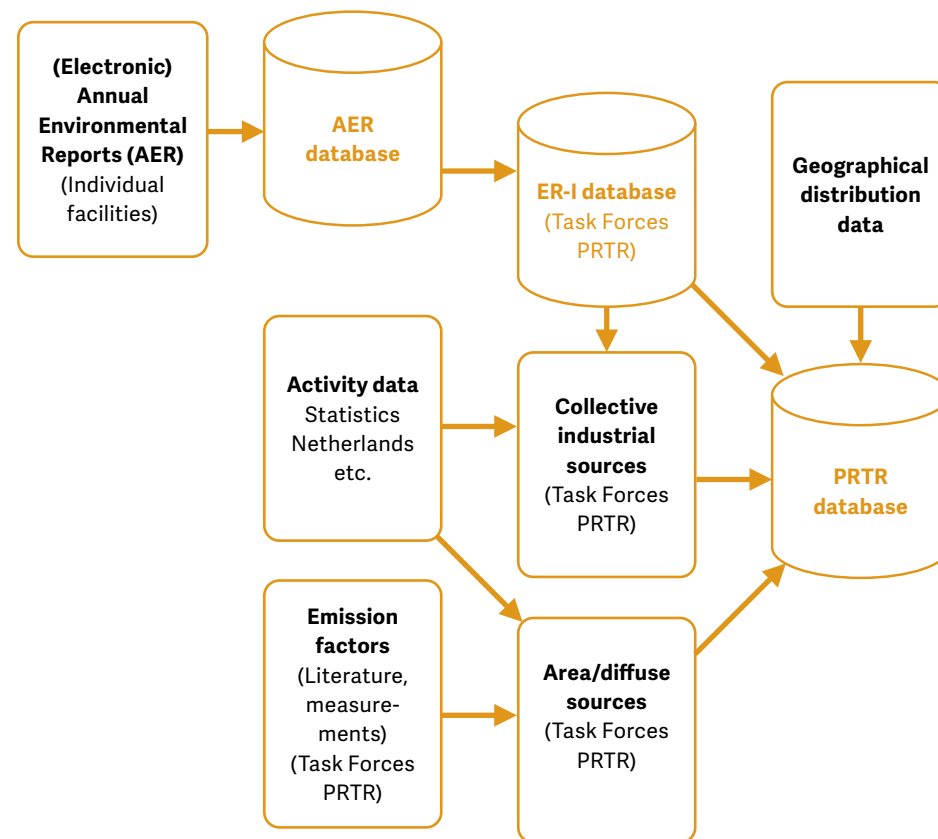 (Electronic)
Annual
Environmental
Reports (AER)
(Individual
facilities)
AER
database
ER-I database
(Task Forces
PRTR)
Geographical
distribution
data
Activity data
Statistics
Netherlands
etc.
Collective
industrial
sources
(Task Forces
PRTR)
PRTR
database
Emission
factors
(Literature,
measure-
ments)
(Task Forces
PRTR)
Area/diffuse
sources
(Task Forces
PRTR)